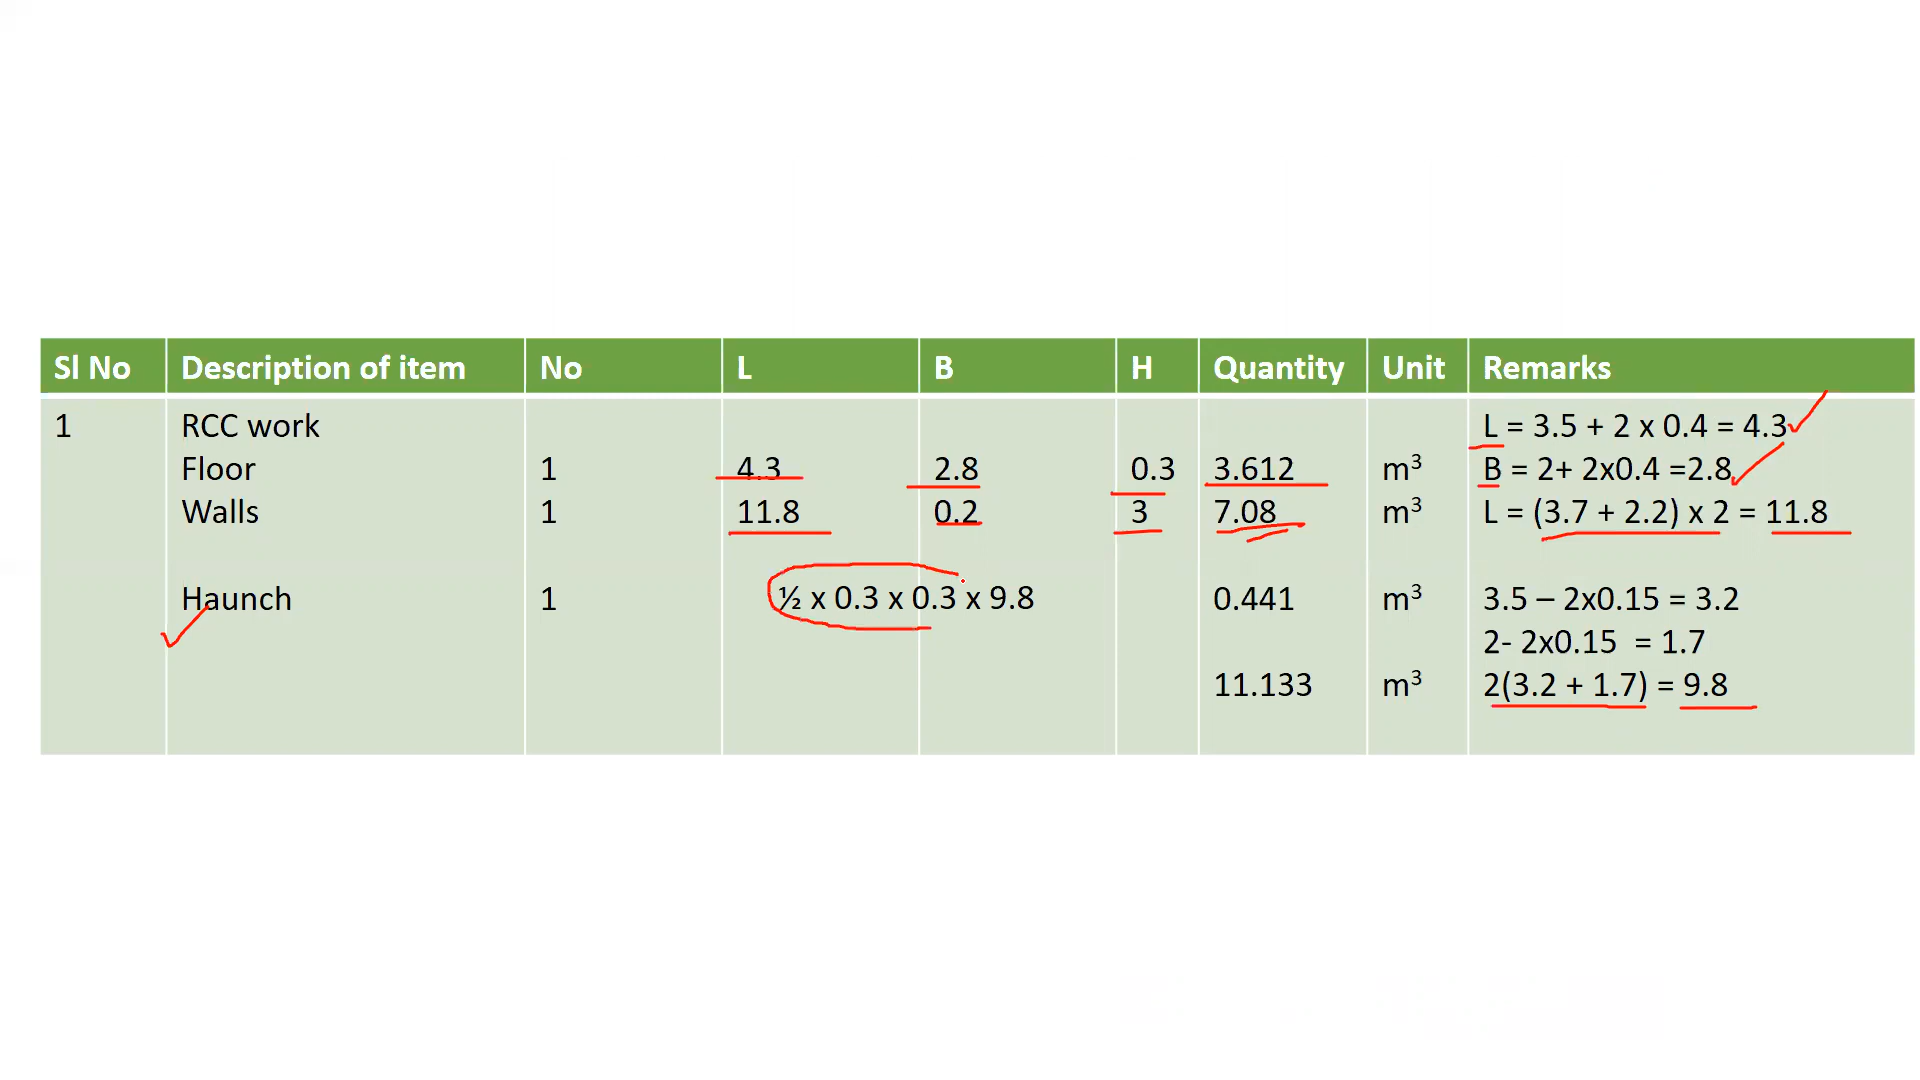 Sl No Description of item No L B H Quantity Unit Remarks
1 RCC work L = 3.5 + 2 x 0.4 = 4.3
Floor 1 4.3 2.8 0.3 3.612 m³ B = 2+ 2x0.4 =2.8
Walls 1 11.8 0.2 3 7.08 m³ L = (3.7 + 2.2) x 2 = 11.8
Haunch 1 ½ x 0.3 x 0.3 x 9.8 0.441 m³ 3.5 – 2x0.15 = 3.2
2- 2x0.15 = 1.7
11.133 m³ 2(3.2 + 1.7) = 9.8